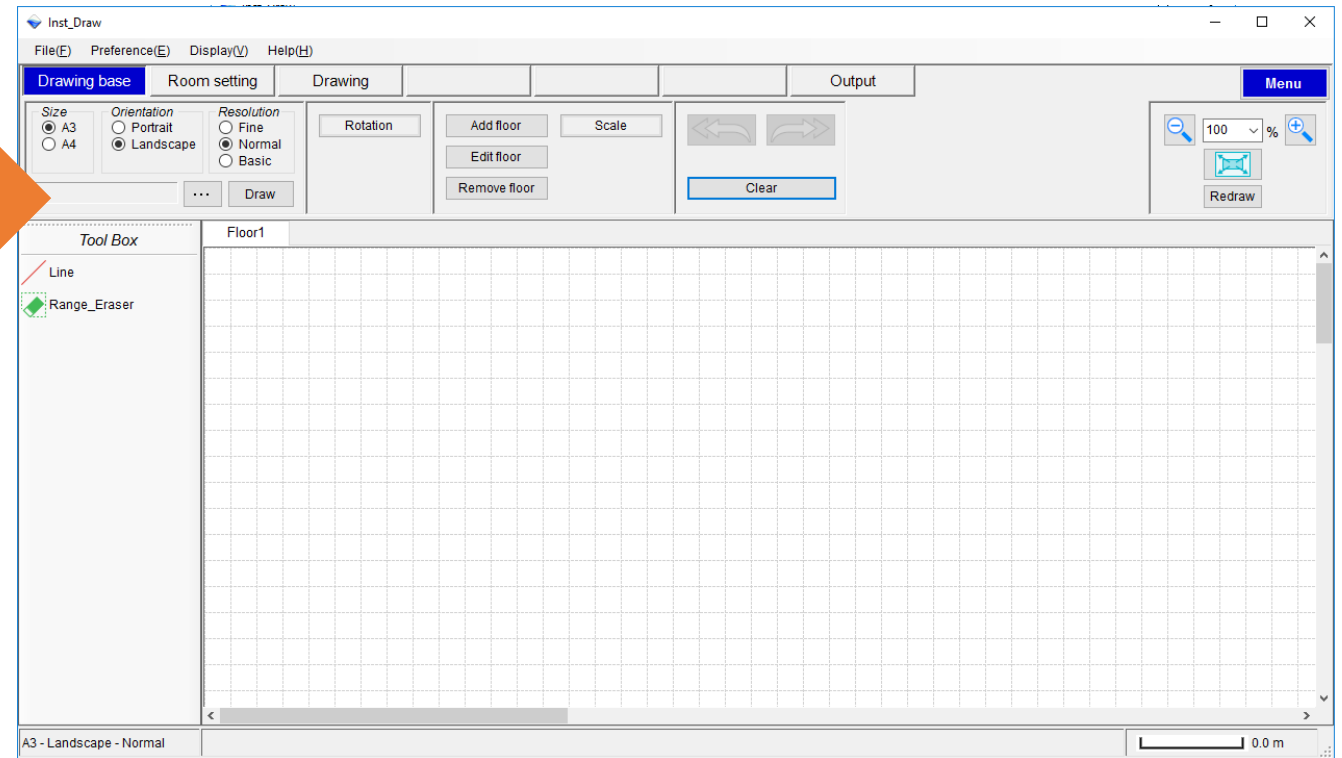 Inst_Draw
File(F) Preference(E) Display(V) Help(H)
Drawing base Room setting Drawing Output Menu
Size Orientation Resolution
A3 Portrait Fine Rotation Add floor Scale 100 %
A4 Landscape Normal
Basic Edit floor
... Draw Remove floor Clear Redraw
Tool Box Floor1
Line
Range_Eraser
A3 - Landscape - Normal 0.0 m